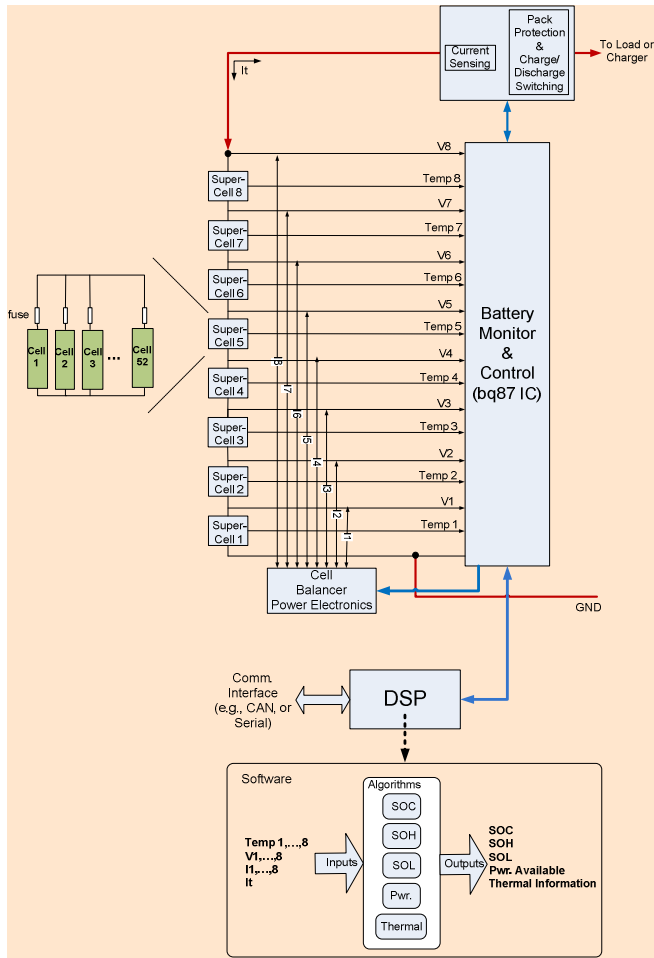 Current
Sensing
Pack
Protection
&
Charge/
Discharge
Switching
To Load or
Charger
It
V8
Super-
Cell 8
Temp 8
V7
Super-
Cell 7
Temp 7
V6
Super-
Cell 6
Temp 6
V5
Super-
Cell 5
Temp 5
V4
Super-
Cell 4
Temp 4
V3
Super-
Cell 3
Temp 3
V2
Super-
Cell 2
Temp 2
V1
Super-
Cell 1
Temp 1
fuse
Cell
1
Cell
2
Cell
3
...
Cell
52
I8
I7
I6
I5
I4
I3
I2
I1
Battery
Monitor
&
Control
(bq87 IC)
Cell
Balancer
Power Electronics
GND
Comm.
Interface
(e.g., CAN, or
Serial)
DSP
Software
Algorithms
SOC
SOH
SOL
Pwr.
Thermal
Temp 1,...,8
V1,...,8
I1,...,8
It
Inputs
Outputs
SOC
SOH
SOL
Pwr. Available
Thermal Information